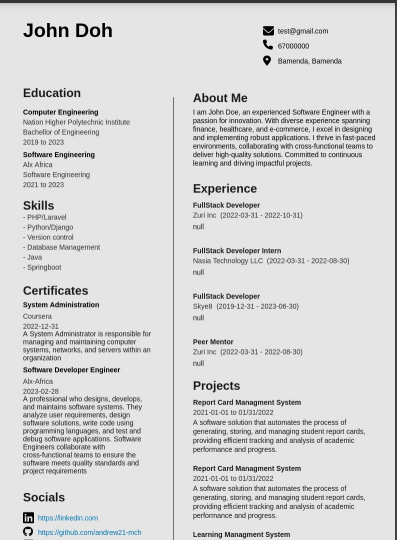 John Doh
test@gmail.com
67000000
Bamenda, Bamenda
Education
Computer Engineering
Nation Higher Polytechnic Institute
Bachellor of Engineering
2019 to 2023
Software Engineering
Alx Africa
Software Engineering
2021 to 2023
Skills
- PHP/Laravel
- Python/Django
- Version control
- Database Management
- Java
- Springboot
Certificates
System Administration
Coursera
2022-12-31
A System Administrator is responsible for
managing and maintaining computer
systems, networks, and servers within an
organization
Software Developer Engineer
Alx-Africa
2023-02-28
A professional who designs, develops,
and maintains software systems. They
analyze user requirements, design
software solutions, write code using
programming languages, and test and
debug software applications. Software
Engineers collaborate with
cross-functional teams to ensure the
software meets quality standards and
project requirements
Socials
https://linkedin.com
https://github.com/andrew21-mch
About Me
I am John Doe, an experienced Software Engineer with a
passion for innovation. With diverse experience spanning
finance, healthcare, and e-commerce, I excel in designing
and implementing robust applications. I thrive in fast-paced
environments, collaborating with cross-functional teams to
deliver high-quality solutions. Committed to continuous
learning and driving impactful projects.
Experience
FullStack Developer
Zuri Inc (2022-03-31 - 2022-10-31)
null
FullStack Developer Intern
Nasia Technology LLC (2022-03-31 - 2022-08-30)
null
FullStack Developer
Skye8 (2019-12-31 - 2023-06-30)
null
Peer Mentor
Zuri Inc (2022-03-31 - 2022-08-30)
null
Projects
Report Card Managment System
2021-01-01 to 01/31/2022
A software solution that automates the process of
generating, storing, and managing student report cards,
providing efficient tracking and analysis of academic
performance and progress.
Report Card Managment System
2021-01-01 to 01/31/2022
A software solution that automates the process of
generating, storing, and managing student report cards,
providing efficient tracking and analysis of academic
performance and progress.
Learning Managment System